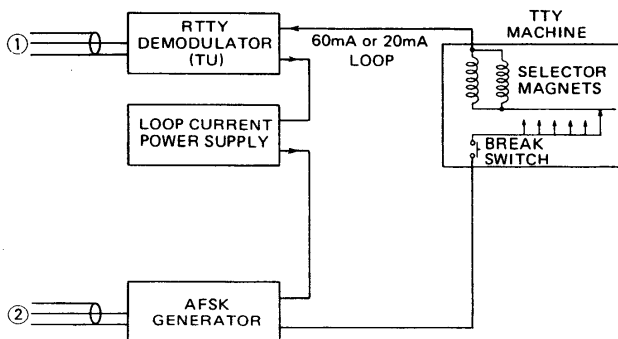 ①
RTTY
DEMODULATOR
(TU)
60mA or 20mA
LOOP
TTY
MACHINE
SELECTOR
MAGNETS
LOOP CURRENT
POWER SUPPLY
BREAK
SWITCH
②
AFSK
GENERATOR